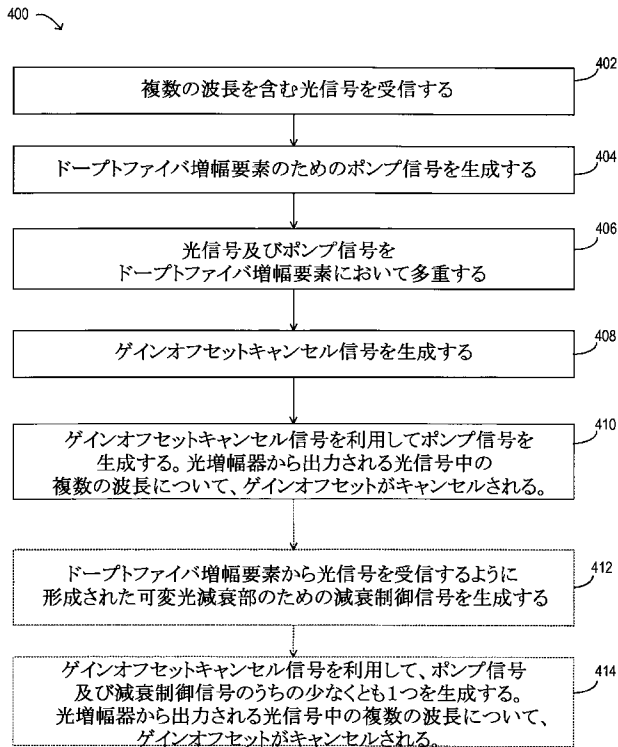 400
402
複数の波長を含む光信号を受信する
404
ドープトファイバ増幅要素のためのポンプ信号を生成する
406
光信号及びポンプ信号を
ドープトファイバ増幅要素において多重する
408
ゲインオフセットキャンセル信号を生成する
410
ゲインオフセットキャンセル信号を利用してポンプ信号を
生成する。光増幅器から出力される光信号中の
複数の波長について、ゲインオフセットがキャンセルされる。
412
ドープトファイバ増幅要素から光信号を受信するように
形成された可変光減衰部のための減衰制御信号を生成する
414
ゲインオフセットキャンセル信号を利用して、ポンプ信号
及び減衰制御信号のうちの少なくとも1つを生成する。
光増幅器から出力される光信号中の複数の波長について、
ゲインオフセットがキャンセルされる。